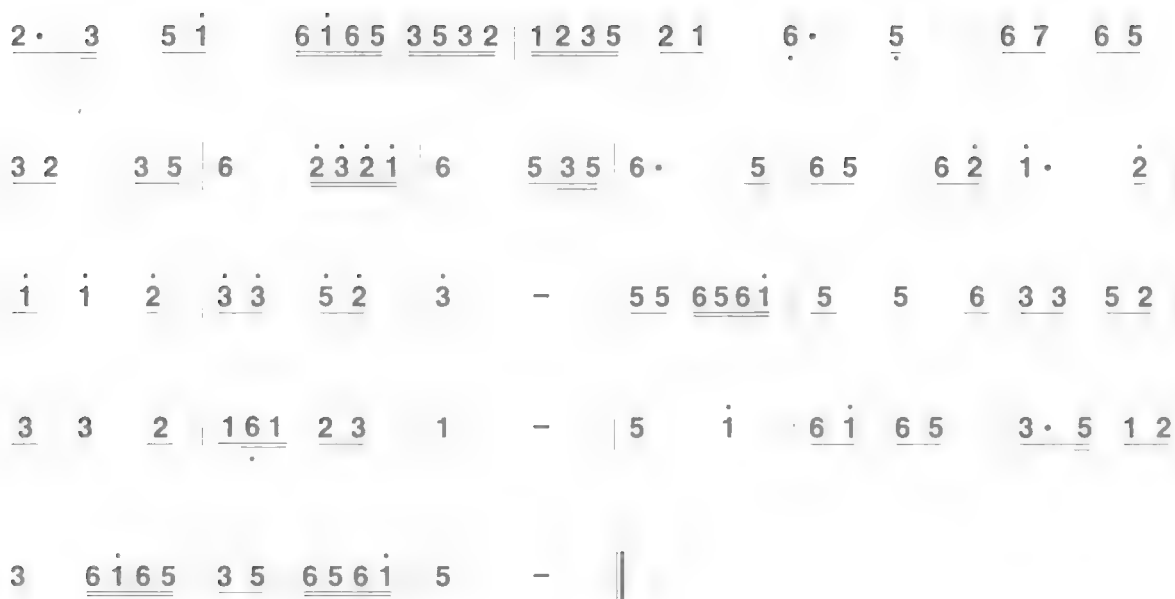 2· 3 5 i̇ 6 i̇ 6 5 3 5 3 2 | 1 2 3 5 2 1 6̣· 5̣ 6 7 6 5
3 2 3 5 | 6 2̇ 3̇ 2̇ 1̇ | 6 5 3 5 | 6· 5 6 5 6 2̇ 1̇· 2̇
1̇ 1̇ 2̇ | 3̇ 3̇ 5̇ 2̇ 3̇ – 5 5 6 5 6 1̇ | 5 5 6 3 3 5 2
3 3 2 | 1 6̣ 1 2 3 1 – | 5 1̇ 6 1̇ 6 5 3· 5 1 2
3 6 1̇ 6 5 3 5 6 5 6 1̇ 5 – ‖